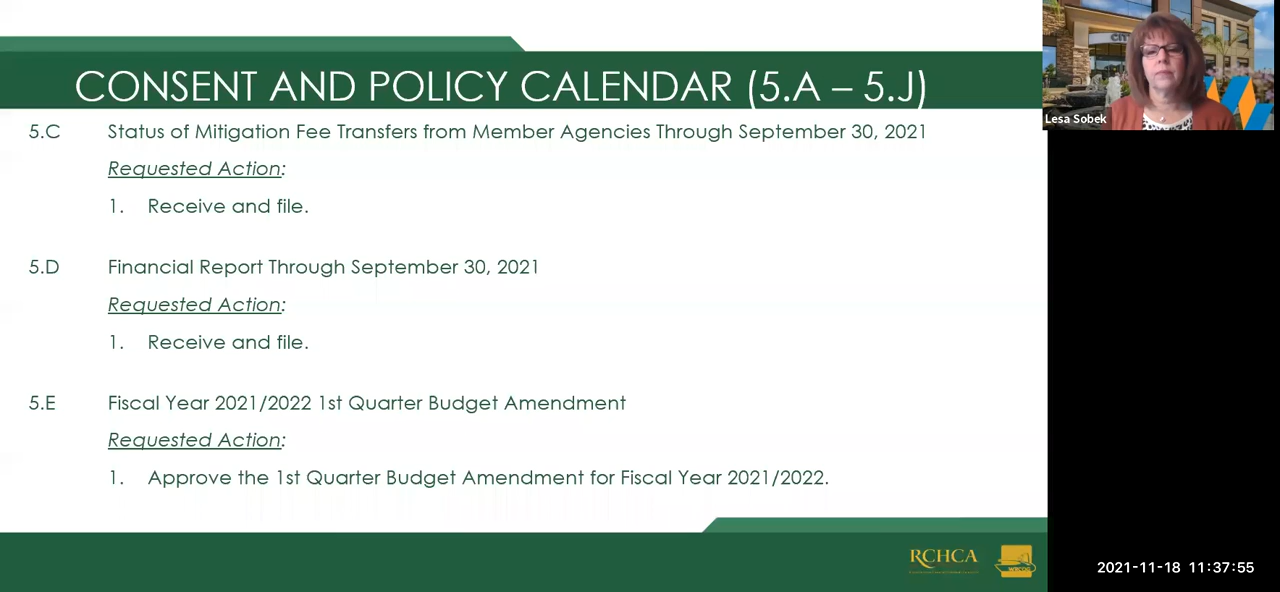 CONSENT AND POLICY CALENDAR (5.A – 5.J)
5.C Status of Mitigation Fee Transfers from Member Agencies Through September 30, 2021
Requested Action:
1. Receive and file.
5.D Financial Report Through September 30, 2021
Requested Action:
1. Receive and file.
5.E Fiscal Year 2021/2022 1st Quarter Budget Amendment
Requested Action:
1. Approve the 1st Quarter Budget Amendment for Fiscal Year 2021/2022.
RCHCA
Lesa Sobek
2021-11-18 11:37:55